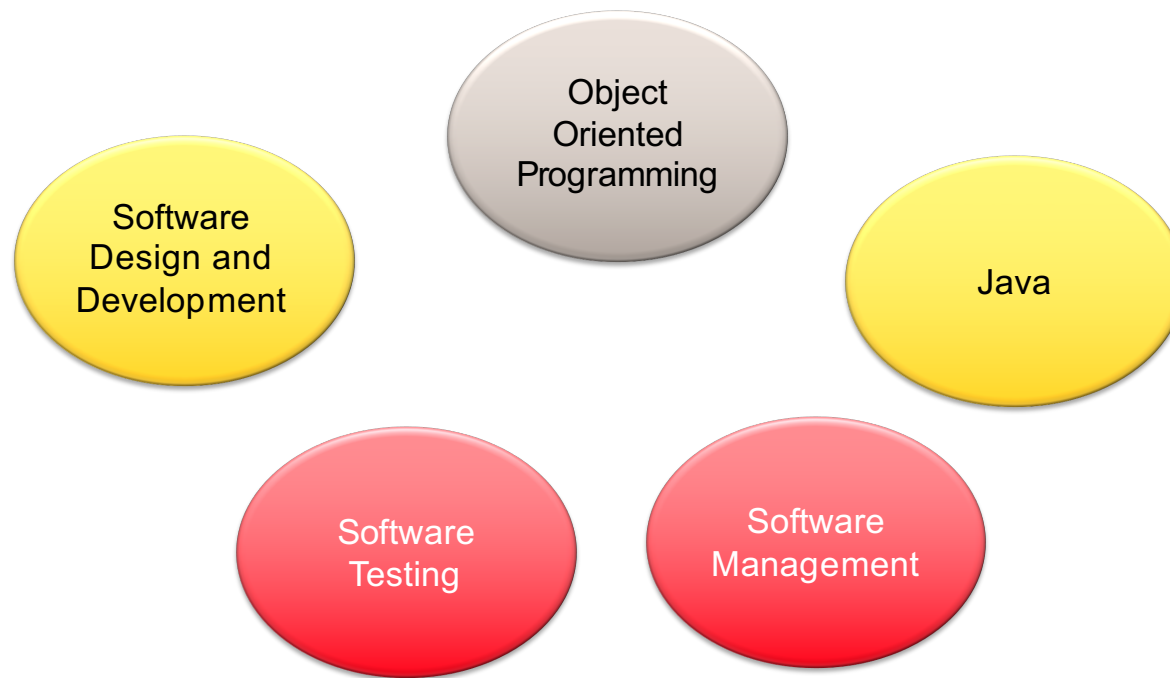 Object
Oriented
Programming
Software
Design and
Development
Java
Software
Testing
Software
Management